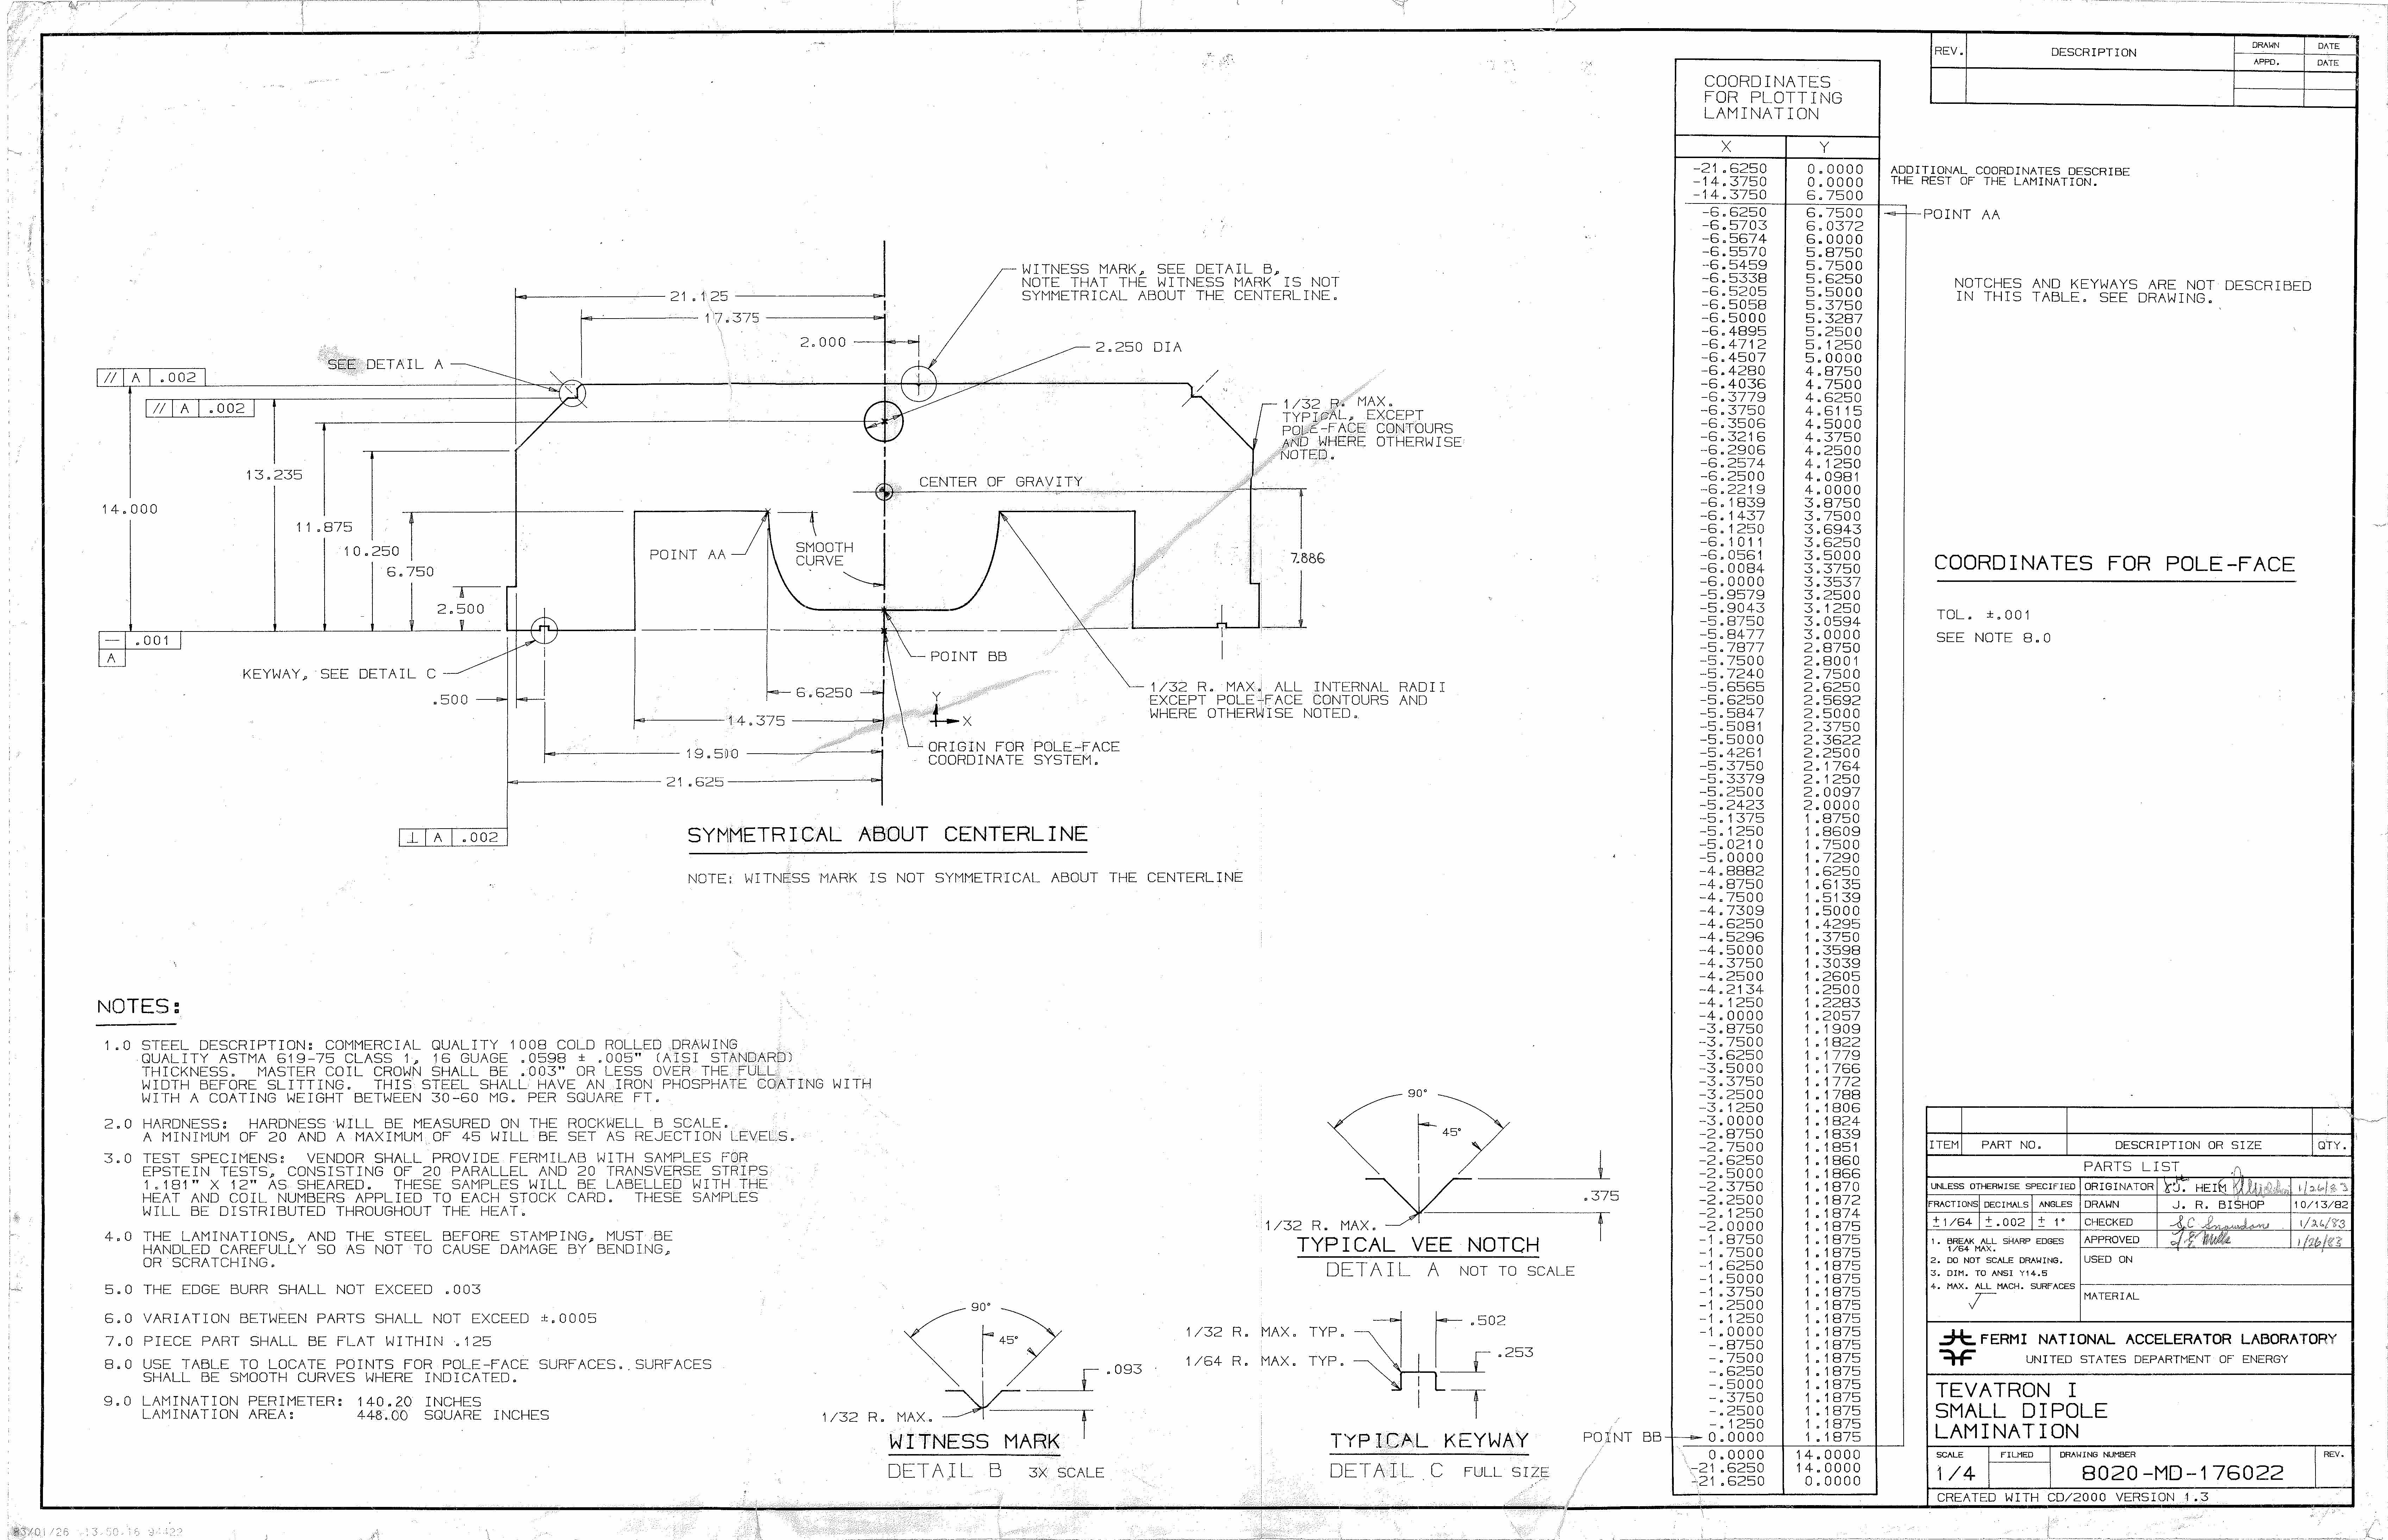 REV.
DESCRIPTION
DRAWN
DATE
APPD.
DATE
COORDINATES
FOR PLOTTING
LAMINATION
X Y
-21.6250 0.0000
-14.3750 0.0000
-14.3750 6.7500
-6.6250 6.7500
-6.5703 6.0372
-6.5674 6.0000
-6.5570 5.8750
-6.5459 5.7500
-6.5338 5.6250
-6.5205 5.5000
-6.5058 5.3750
-6.5000 5.3287
-6.4895 5.2500
-6.4712 5.1250
-6.4507 5.0000
-6.4280 4.8750
-6.4036 4.7500
-6.3779 4.6250
-6.3750 4.6115
-6.3506 4.5000
-6.3216 4.3750
-6.2906 4.2500
-6.2574 4.1250
-6.2500 4.0981
-6.2219 4.0000
-6.1839 3.8750
-6.1437 3.7500
-6.1250 3.6943
-6.1011 3.6250
-6.0561 3.5000
-6.0084 3.3750
-6.0000 3.3537
-5.9579 3.2500
-5.9043 3.1250
-5.8750 3.0594
-5.8477 3.0000
-5.7877 2.8750
-5.7500 2.8001
-5.7240 2.7500
-5.6565 2.6250
-5.6250 2.5692
-5.5847 2.5000
-5.5081 2.3750
-5.5000 2.3622
-5.4261 2.2500
-5.3750 2.1764
-5.3379 2.1250
-5.2500 2.0097
-5.2423 2.0000
-5.1375 1.8750
-5.1250 1.8609
-5.0210 1.7500
-5.0000 1.7290
-4.8882 1.6250
-4.8750 1.6135
-4.7500 1.5139
-4.7309 1.5000
-4.6250 1.4295
-4.5296 1.3750
-4.5000 1.3598
-4.3750 1.3039
-4.2500 1.2605
-4.2134 1.2500
-4.1250 1.2283
-4.0000 1.2057
-3.8750 1.1909
-3.7500 1.1822
-3.6250 1.1779
-3.5000 1.1766
-3.3750 1.1772
-3.2500 1.1788
-3.1250 1.1806
-3.0000 1.1824
-2.8750 1.1839
-2.7500 1.1851
-2.6250 1.1860
-2.5000 1.1866
-2.3750 1.1870
-2.2500 1.1872
-2.1250 1.1874
-2.0000 1.1875
-1.8750 1.1875
-1.7500 1.1875
-1.6250 1.1875
-1.5000 1.1875
-1.3750 1.1875
-1.2500 1.1875
-1.1250 1.1875
-1.0000 1.1875
-.8750 1.1875
-.7500 1.1875
-.6250 1.1875
-.5000 1.1875
-.3750 1.1875
-.2500 1.1875
-.1250 1.1875
0.0000 1.1875
0.0000 14.0000
-21.6250 14.0000
-21.6250 0.0000
POINT BB
ADDITIONAL COORDINATES DESCRIBE
THE REST OF THE LAMINATION.
POINT AA
NOTCHES AND KEYWAYS ARE NOT DESCRIBED
IN THIS TABLE. SEE DRAWING.
COORDINATES FOR POLE-FACE
TOL. ±.001
SEE NOTE 8.0
WITNESS MARK, SEE DETAIL B,
NOTE THAT THE WITNESS MARK IS NOT
SYMMETRICAL ABOUT THE CENTERLINE.
21.125
17.375
2.000
2.250 DIA
SEE DETAIL A
// A .002
// A .002
1/32 R. MAX.
TYPICAL, EXCEPT
POLE-FACE CONTOURS
AND WHERE OTHERWISE
NOTED.
13.235
CENTER OF GRAVITY
14.000
11.875
10.250
6.750
POINT AA
SMOOTH
CURVE
7.886
2.500
— .001
A
POINT BB
KEYWAY, SEE DETAIL C
.500
6.6250
Y
X
1/32 R. MAX. ALL INTERNAL RADII
EXCEPT POLE-FACE CONTOURS AND
WHERE OTHERWISE NOTED.
14.375
19.500
ORIGIN FOR POLE-FACE
COORDINATE SYSTEM.
21.625
⊥ A .002
SYMMETRICAL ABOUT CENTERLINE
NOTE: WITNESS MARK IS NOT SYMMETRICAL ABOUT THE CENTERLINE
NOTES:
1.0 STEEL DESCRIPTION: COMMERCIAL QUALITY 1008 COLD ROLLED DRAWING
QUALITY ASTMA 619-75 CLASS 1, 16 GUAGE .0598 ± .005" (AISI STANDARD)
THICKNESS. MASTER COIL CROWN SHALL BE .003" OR LESS OVER THE FULL
WIDTH BEFORE SLITTING. THIS STEEL SHALL HAVE AN IRON PHOSPHATE COATING WITH
WITH A COATING WEIGHT BETWEEN 30-60 MG. PER SQUARE FT.
2.0 HARDNESS: HARDNESS WILL BE MEASURED ON THE ROCKWELL B SCALE.
A MINIMUM OF 20 AND A MAXIMUM OF 45 WILL BE SET AS REJECTION LEVELS.
3.0 TEST SPECIMENS: VENDOR SHALL PROVIDE FERMILAB WITH SAMPLES FOR
EPSTEIN TESTS, CONSISTING OF 20 PARALLEL AND 20 TRANSVERSE STRIPS
1.181" X 12" AS SHEARED. THESE SAMPLES WILL BE LABELLED WITH THE
HEAT AND COIL NUMBERS APPLIED TO EACH STOCK CARD. THESE SAMPLES
WILL BE DISTRIBUTED THROUGHOUT THE HEAT.
4.0 THE LAMINATIONS, AND THE STEEL BEFORE STAMPING, MUST BE
HANDLED CAREFULLY SO AS NOT TO CAUSE DAMAGE BY BENDING,
OR SCRATCHING.
5.0 THE EDGE BURR SHALL NOT EXCEED .003
6.0 VARIATION BETWEEN PARTS SHALL NOT EXCEED ±.0005
7.0 PIECE PART SHALL BE FLAT WITHIN .125
8.0 USE TABLE TO LOCATE POINTS FOR POLE-FACE SURFACES. SURFACES
SHALL BE SMOOTH CURVES WHERE INDICATED.
9.0 LAMINATION PERIMETER: 140.20 INCHES
LAMINATION AREA: 448.00 SQUARE INCHES
90°
45°
.375
1/32 R. MAX.
TYPICAL VEE NOTCH
DETAIL A NOT TO SCALE
90°
45°
.093
1/32 R. MAX.
WITNESS MARK
DETAIL B 3X SCALE
.502
1/32 R. MAX. TYP.
.253
1/64 R. MAX. TYP.
TYPICAL KEYWAY
DETAIL C FULL SIZE
ITEM PART NO. DESCRIPTION OR SIZE QTY.
PARTS LIST
UNLESS OTHERWISE SPECIFIED
ORIGINATOR J. HEIM 1/26/83
FRACTIONS DECIMALS ANGLES
DRAWN J. R. BISHOP 10/13/82
±1/64 ±.002 ± 1°
CHECKED S.C. Snowdon 1/26/83
APPROVED F E Mills 1/26/83
1. BREAK ALL SHARP EDGES
1/64 MAX.
2. DO NOT SCALE DRAWING.
3. DIM. TO ANSI Y14.5
4. MAX. ALL MACH. SURFACES
USED ON
MATERIAL
FERMI NATIONAL ACCELERATOR LABORATORY
UNITED STATES DEPARTMENT OF ENERGY
TEVATRON I
SMALL DIPOLE
LAMINATION
SCALE FILMED DRAWING NUMBER REV.
1/4 8020-MD-176022
CREATED WITH CD/2000 VERSION 1.3
83/01/26 13.50.16 94422